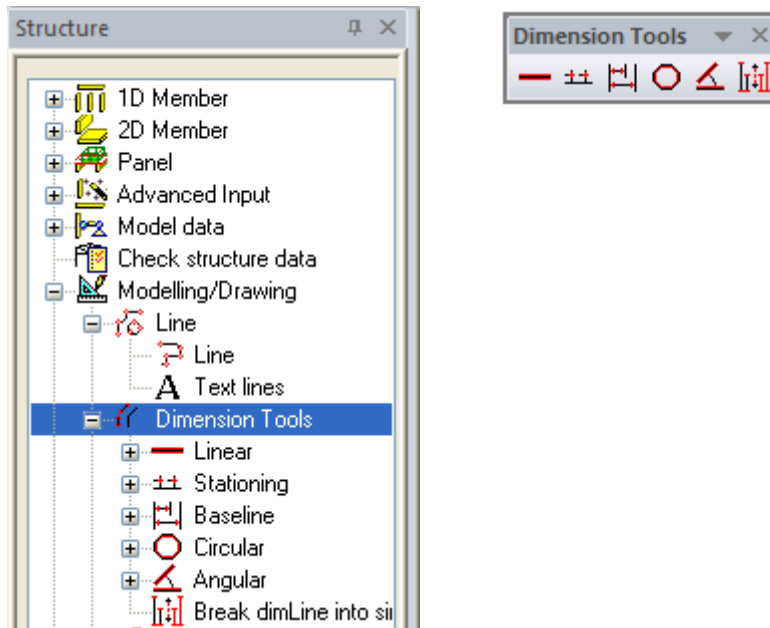 Structure
Dimension Tools
1D Member
2D Member
Panel
Advanced Input
Model data
Check structure data
Modelling/Drawing
Line
Line
A Text lines
Dimension Tools
Linear
Stationing
Baseline
Circular
Angular
Break dimLine into